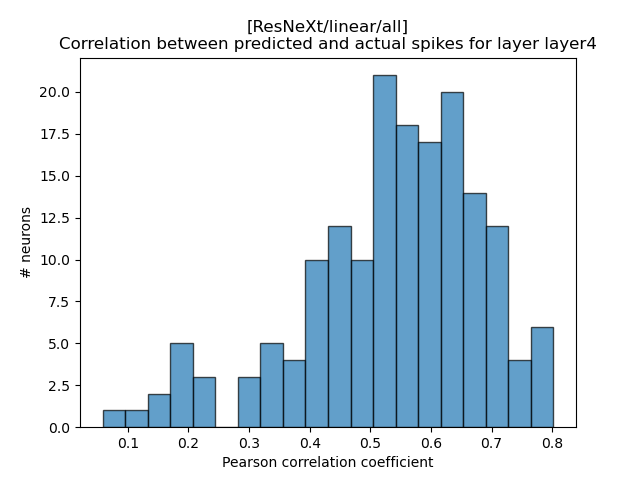 [ResNeXt/linear/all]
Correlation between predicted and actual spikes for layer layer4
20.0
17.5
15.0
12.5
10.0
7.5
5.0
2.5
0.0
# neurons
0.1 0.2 0.3 0.4 0.5 0.6 0.7 0.8
Pearson correlation coefficient